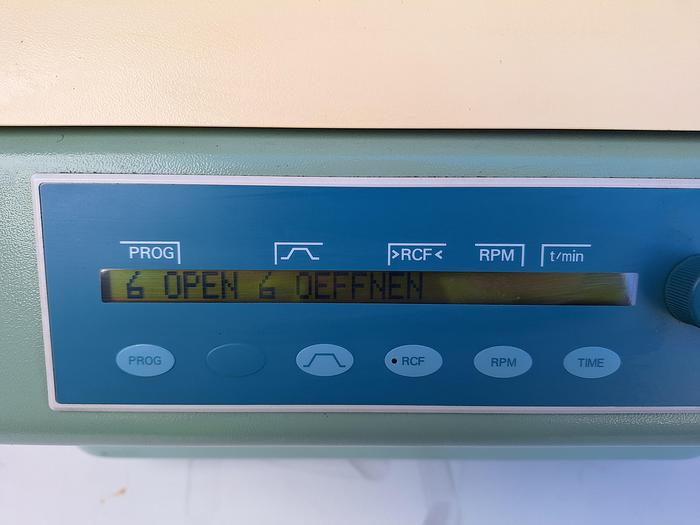 PROG >RCF< RPM t/min
6 OPEN 6 OEFFNEN
PROG RCF RPM TIME